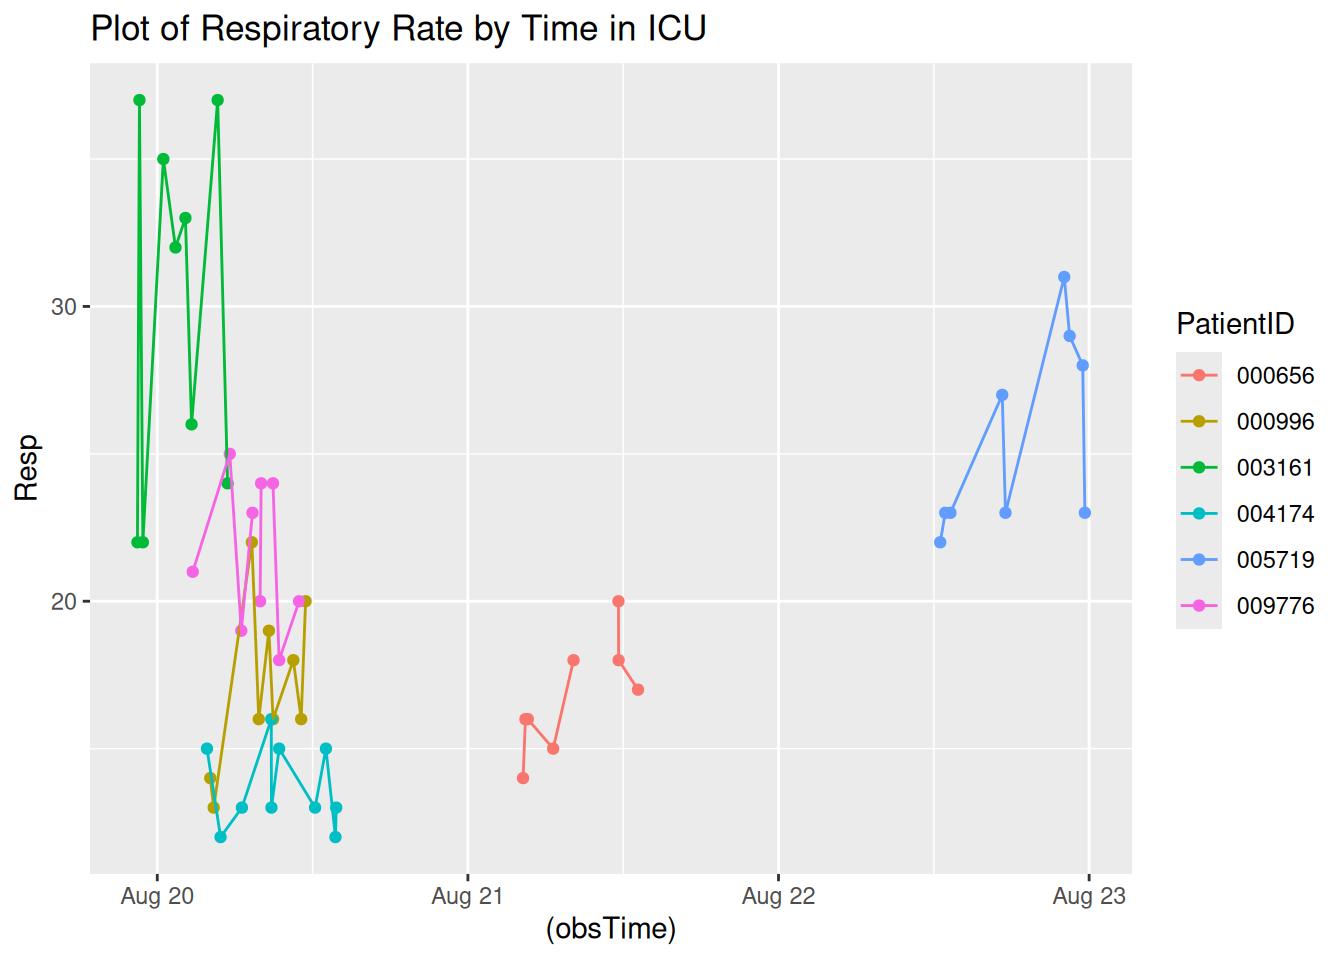 Plot of Respiratory Rate by Time in ICU
Resp
30
20
Aug 20
Aug 21
Aug 22
Aug 23
(obsTime)
PatientID
000656
000996
003161
004174
005719
009776